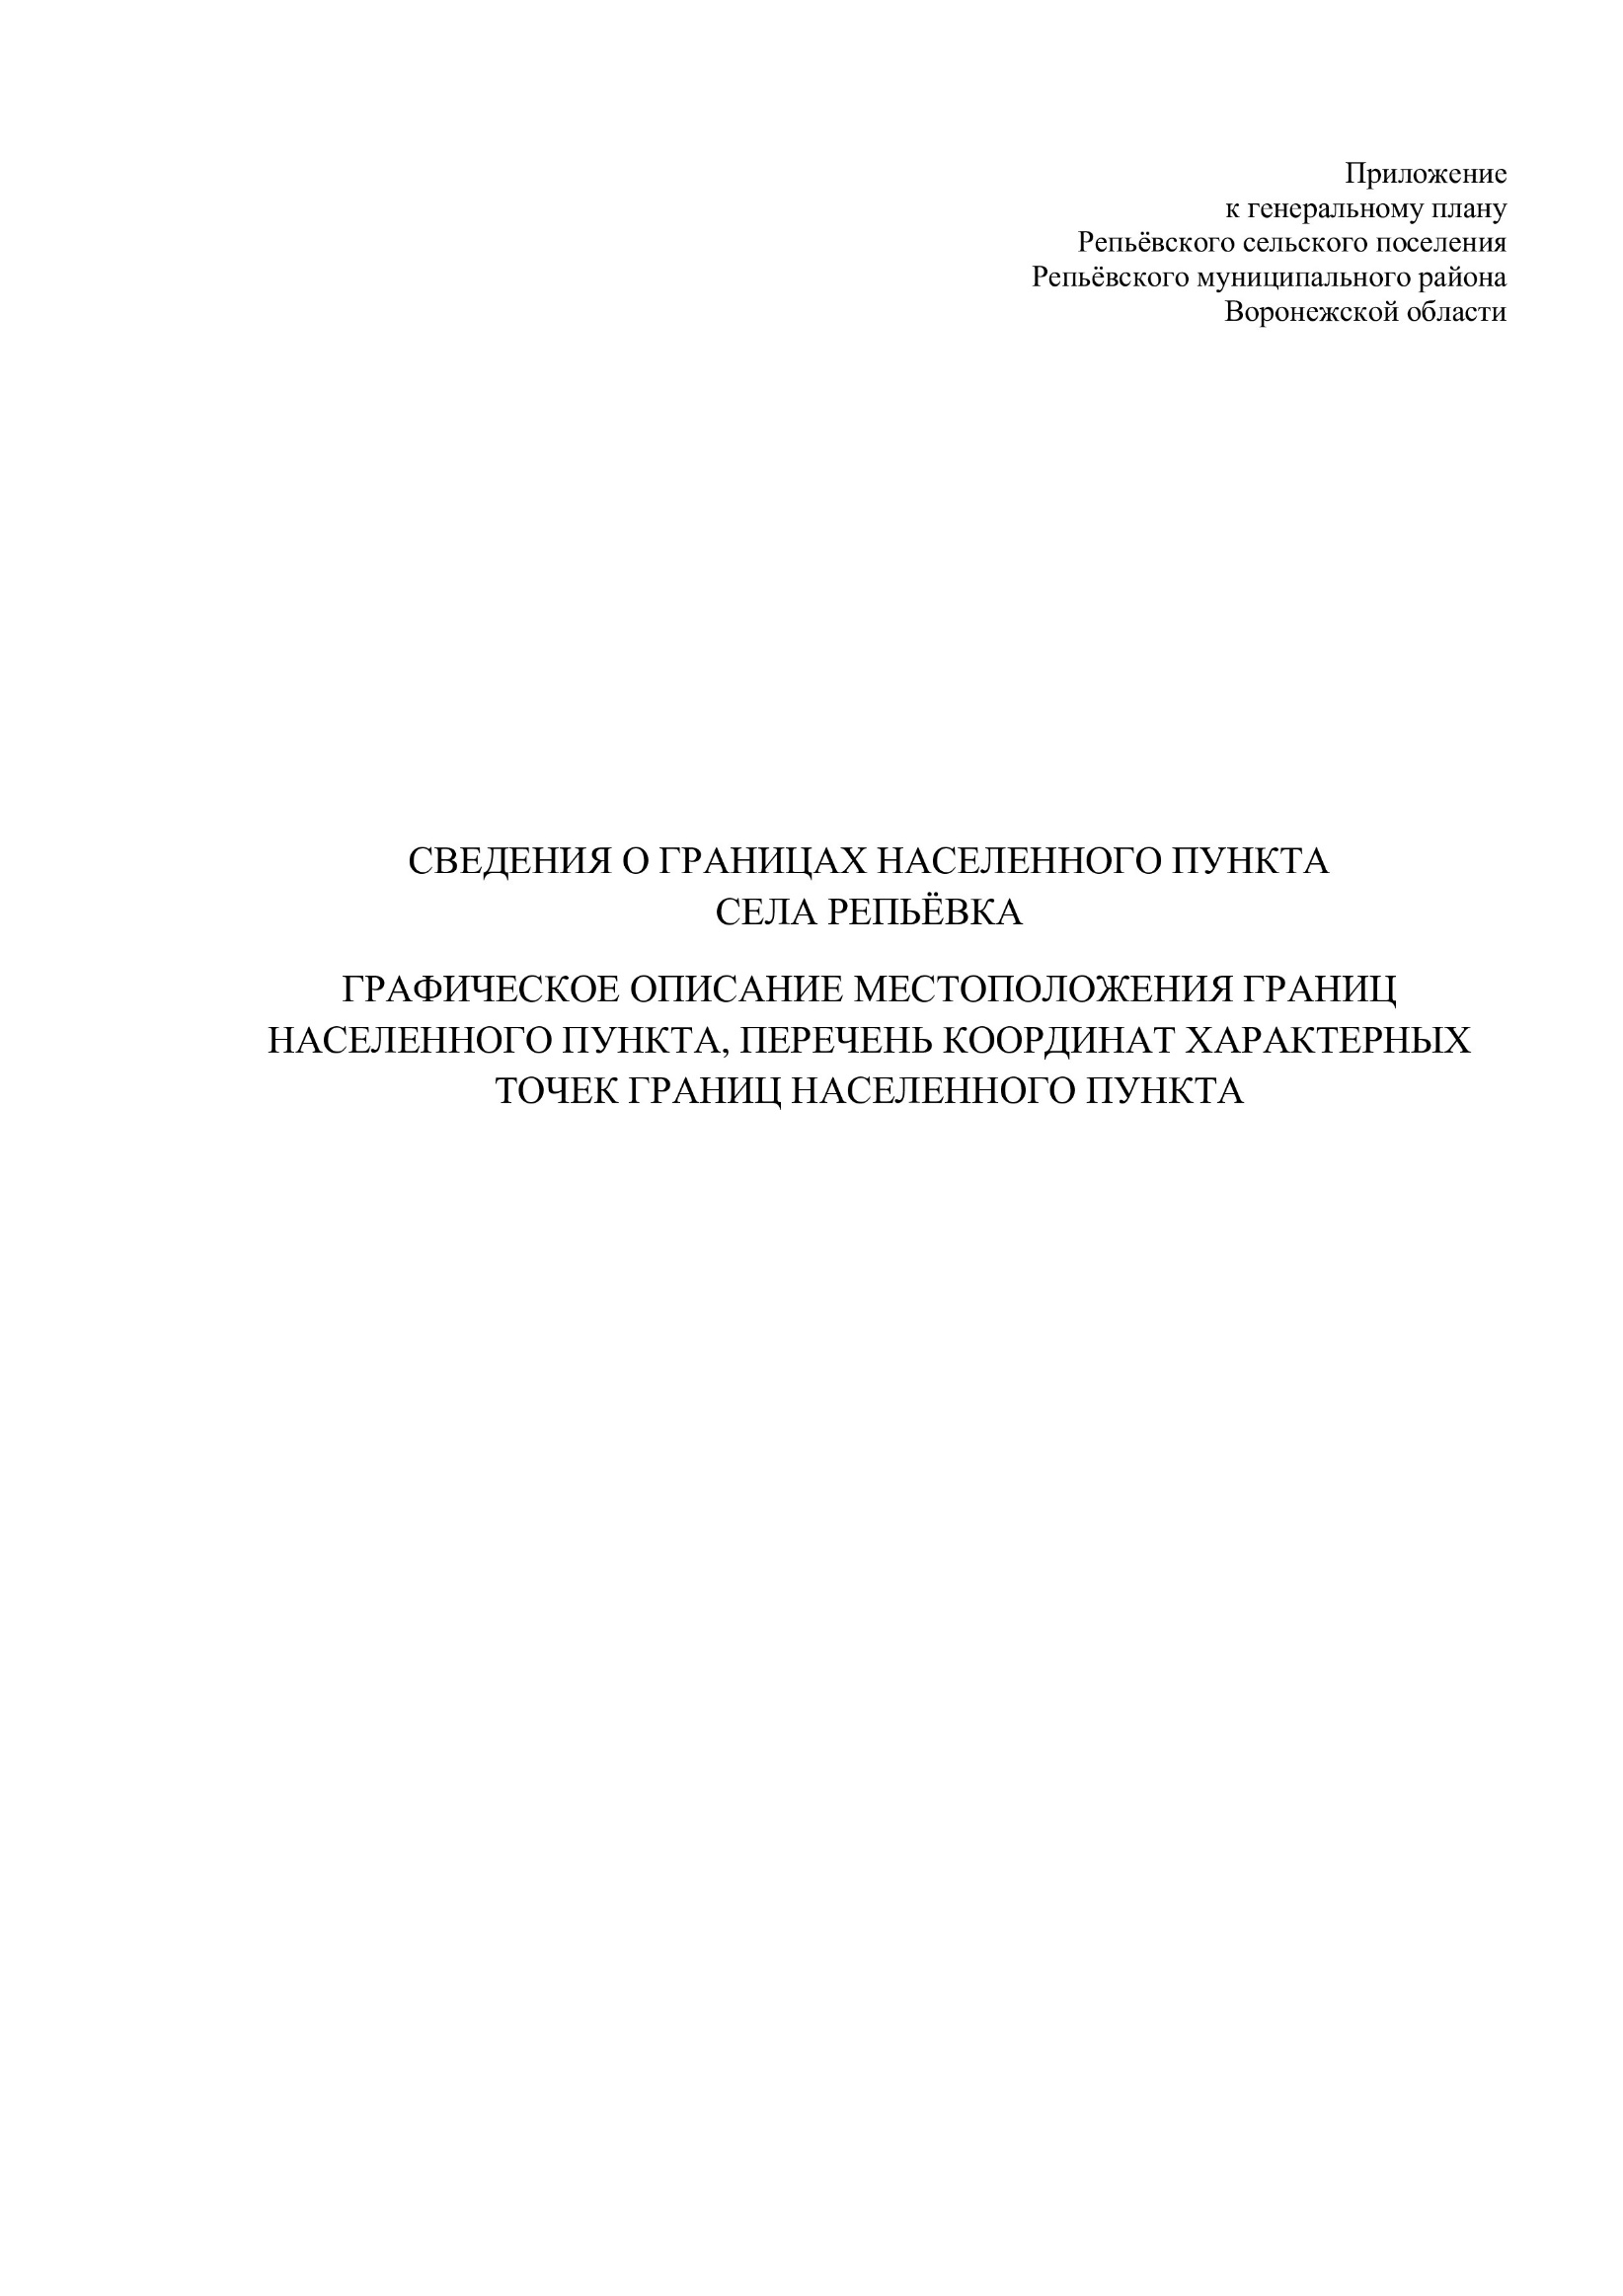 Приложение
к генеральному плану
Репьёвского сельского поселения
Репьёвского муниципального района
Воронежской области
СВЕДЕНИЯ О ГРАНИЦАХ НАСЕЛЕННОГО ПУНКТА
СЕЛА РЕПЬЁВКА
ГРАФИЧЕСКОЕ ОПИСАНИЕ МЕСТОПОЛОЖЕНИЯ ГРАНИЦ
НАСЕЛЕННОГО ПУНКТА, ПЕРЕЧЕНЬ КООРДИНАТ ХАРАКТЕРНЫХ
ТОЧЕК ГРАНИЦ НАСЕЛЕННОГО ПУНКТА